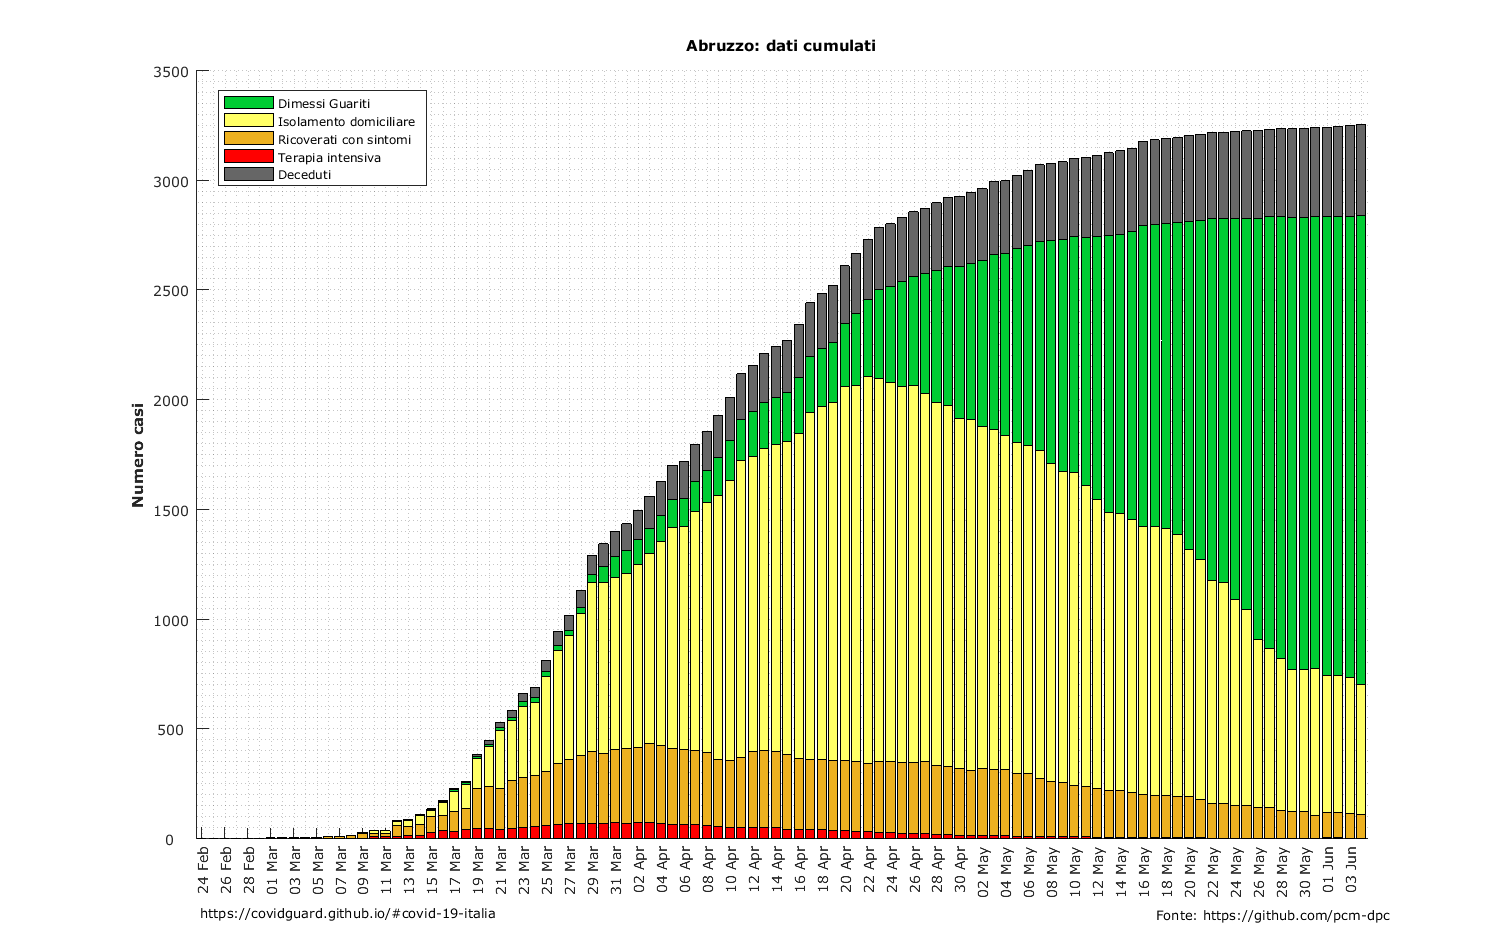 Abruzzo: dati cumulati
Numero casi
3500
3000
2500
2000
1500
1000
500
0
Dimessi Guariti
Isolamento domiciliare
Ricoverati con sintomi
Terapia intensiva
Deceduti
24 Feb
26 Feb
28 Feb
01 Mar
03 Mar
05 Mar
07 Mar
09 Mar
11 Mar
13 Mar
15 Mar
17 Mar
19 Mar
21 Mar
23 Mar
25 Mar
27 Mar
29 Mar
31 Mar
02 Apr
04 Apr
06 Apr
08 Apr
10 Apr
12 Apr
14 Apr
16 Apr
18 Apr
20 Apr
22 Apr
24 Apr
26 Apr
28 Apr
30 Apr
02 May
04 May
06 May
08 May
10 May
12 May
14 May
16 May
18 May
20 May
22 May
24 May
26 May
28 May
30 May
01 Jun
03 Jun
https://covidguard.github.io/#covid-19-italia
Fonte: https://github.com/pcm-dpc